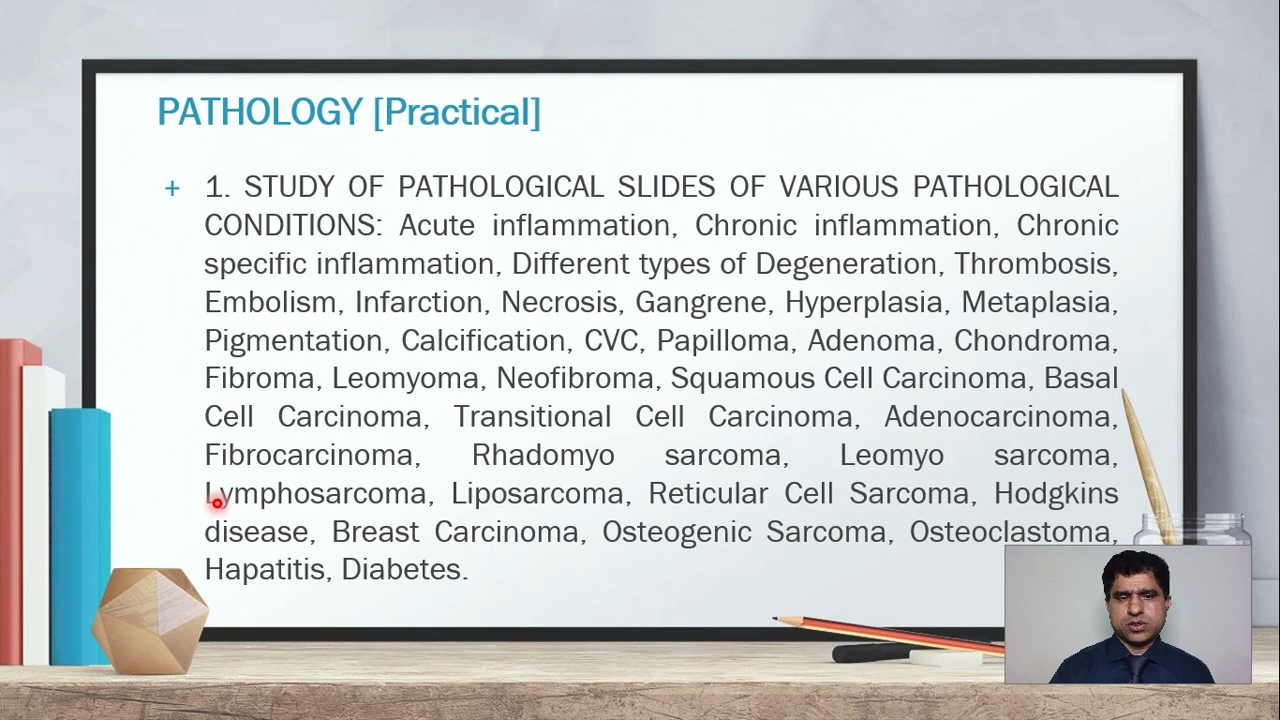 PATHOLOGY [Practical]
+ 1. STUDY OF PATHOLOGICAL SLIDES OF VARIOUS PATHOLOGICAL
CONDITIONS: Acute inflammation, Chronic inflammation, Chronic
specific inflammation, Different types of Degeneration, Thrombosis,
Embolism, Infarction, Necrosis, Gangrene, Hyperplasia, Metaplasia,
Pigmentation, Calcification, CVC, Papilloma, Adenoma, Chondroma,
Fibroma, Leomyoma, Neofibroma, Squamous Cell Carcinoma, Basal
Cell Carcinoma, Transitional Cell Carcinoma, Adenocarcinoma,
Fibrocarcinoma, Rhadomyo sarcoma, Leomyo sarcoma,
Lymphosarcoma, Liposarcoma, Reticular Cell Sarcoma, Hodgkins
disease, Breast Carcinoma, Osteogenic Sarcoma, Osteoclastoma,
Hapatitis, Diabetes.